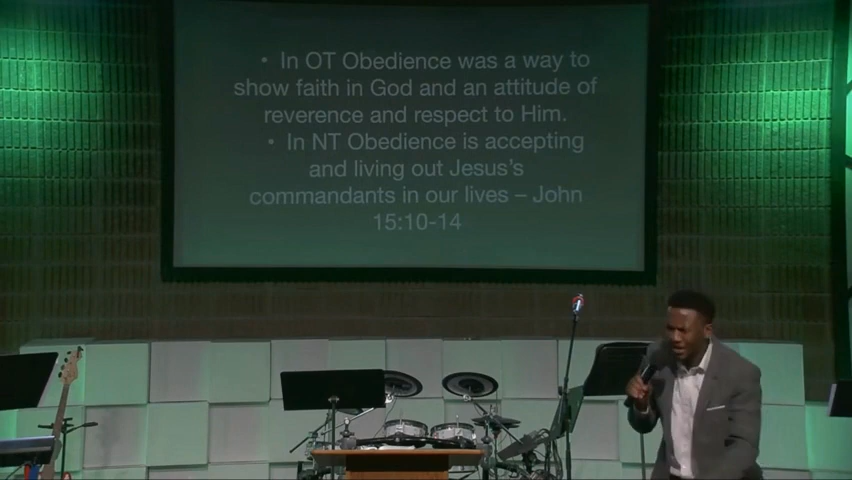 • In OT Obedience was a way to
show faith in God and an attitude of
reverence and respect to Him.
• In NT Obedience is accepting
and living out Jesus's
commandants in our lives – John
15:10-14